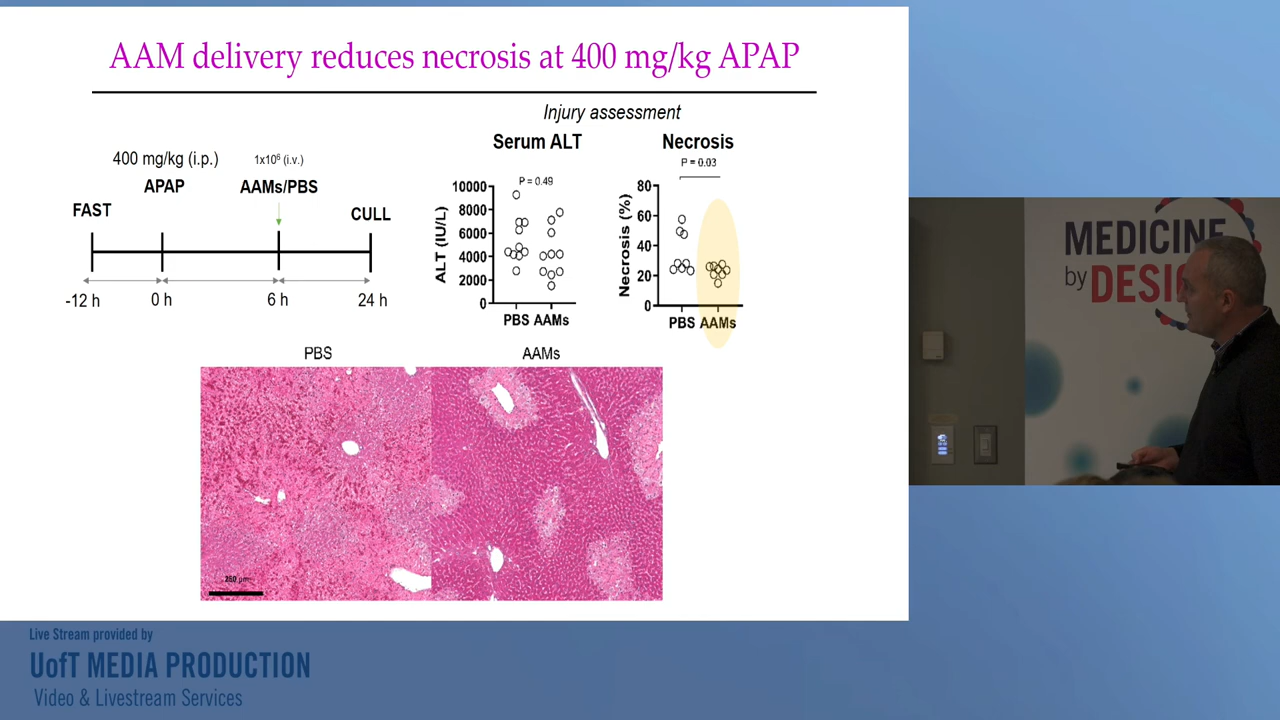 AAM delivery reduces necrosis at 400 mg/kg APAP
Injury assessment
400 mg/kg (i.p.)
APAP
1x10⁶ (i.v.)
AAMs/PBS
FAST
CULL
-12 h
0 h
6 h
24 h
Serum ALT
P = 0.49
ALT (IU/L)
10000
8000
6000
4000
2000
0
PBS AAMs
Necrosis
P = 0.03
Necrosis (%)
80
60
40
20
0
PBS AAMs
PBS
AAMs
250 µm
MEDICINE
by
Live Stream provided by
UofT MEDIA PRODUCTION
Video & Livestream Services